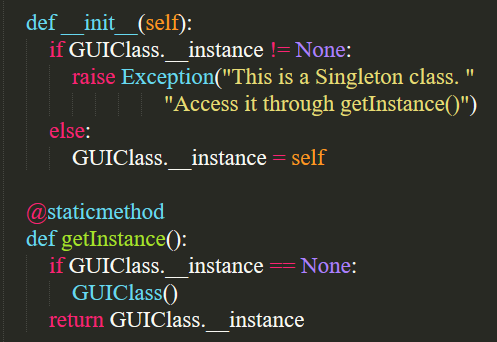 def __init__(self):
if GUIClass.__instance != None:
raise Exception("This is a Singleton class. "
"Access it through getInstance()")
else:
GUIClass.__instance = self
@staticmethod
def getInstance():
if GUIClass.__instance == None:
GUIClass()
return GUIClass.__instance